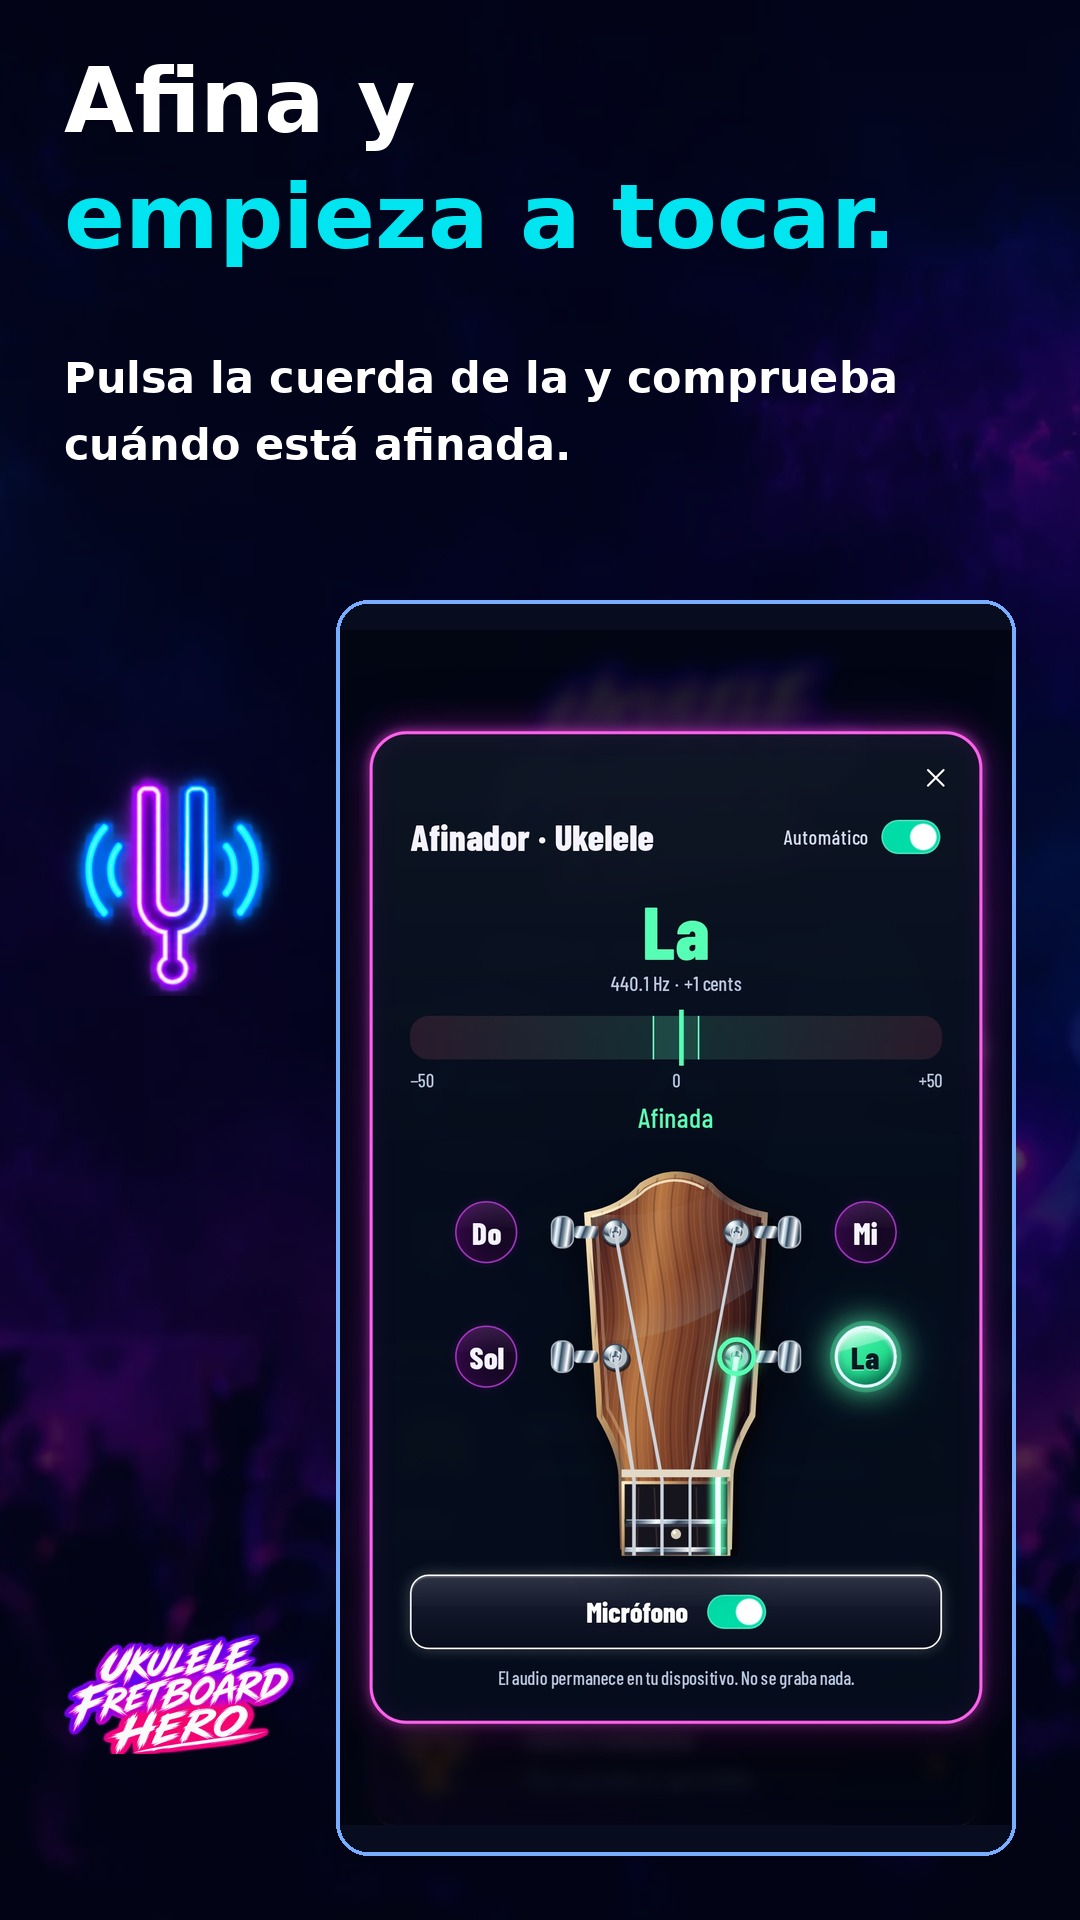 Afina y
empieza a tocar.
Pulsa la cuerda de la y comprueba
cuándo está afinada.
Afinador · Ukelele
Automático
La
440.1 Hz · +1 cents
−50
0
+50
Afinada
Do
Mi
Sol
La
Micrófono
El audio permanece en tu dispositivo. No se graba nada.
UKULELE
FRETBOARD
HERO